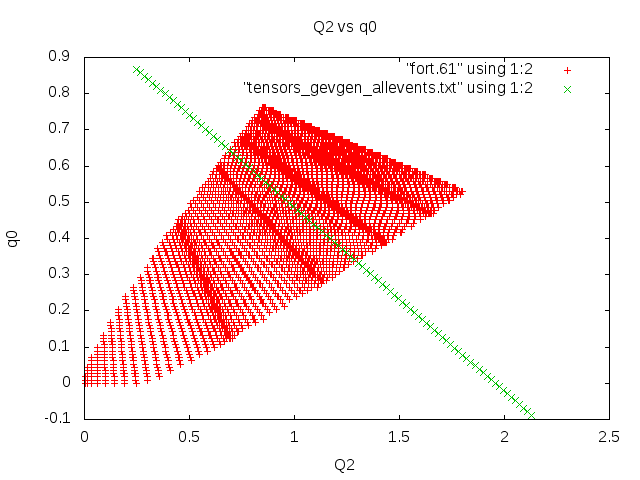 Q2 vs q0
"fort.61" using 1:2
"tensors_gevgen_allevents.txt" using 1:2
0.9
0.8
0.7
0.6
0.5
0.4
0.3
0.2
0.1
0
-0.1
q0
0 0.5 1 1.5 2 2.5
Q2